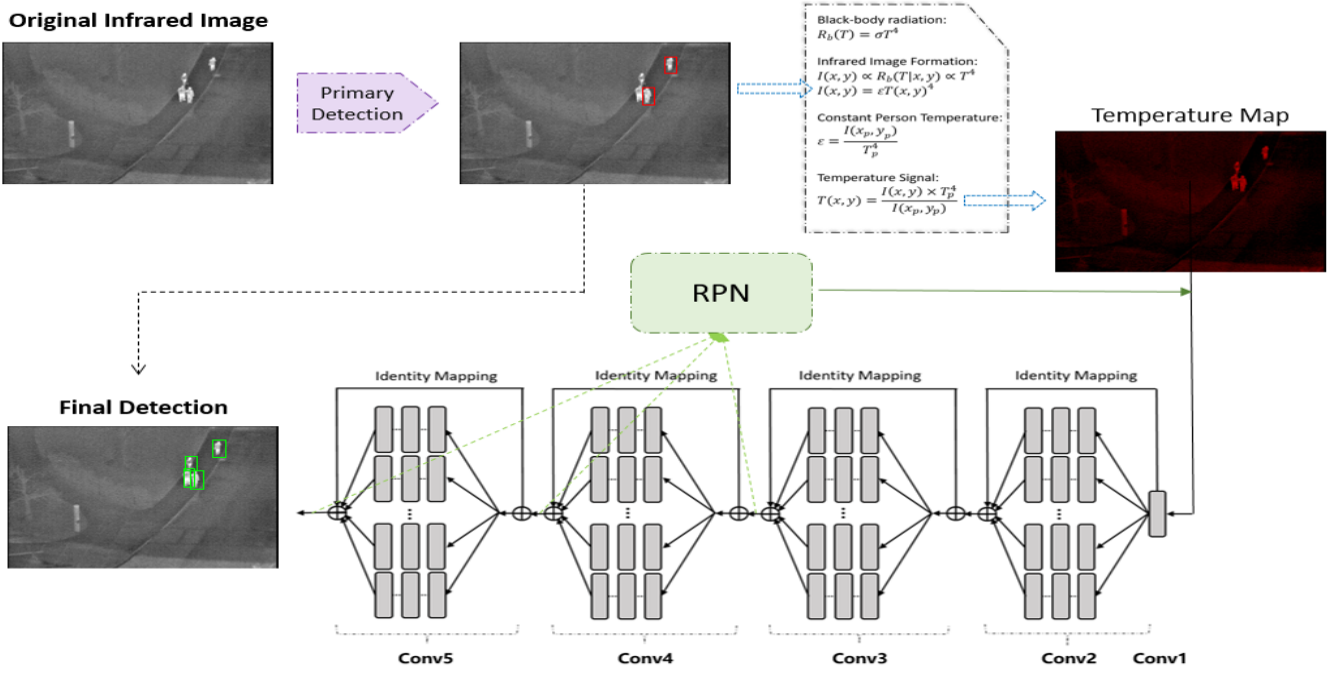 Original Infrared Image
Primary
Detection
Black-body radiation:
R_b(T) = σT^4
Infrared Image Formation:
I(x, y) ∝ R_b(T|x, y) ∝ T^4
I(x, y) = εT(x, y)^4
Constant Person Temperature:
ε = I(x_p, y_p) / T_p^4
Temperature Signal:
T(x, y) = I(x, y) × T_p^4 / I(x_p, y_p)
Temperature Map
RPN
Final Detection
Identity Mapping
Identity Mapping
Identity Mapping
Identity Mapping
Conv5
Conv4
Conv3
Conv2
Conv1